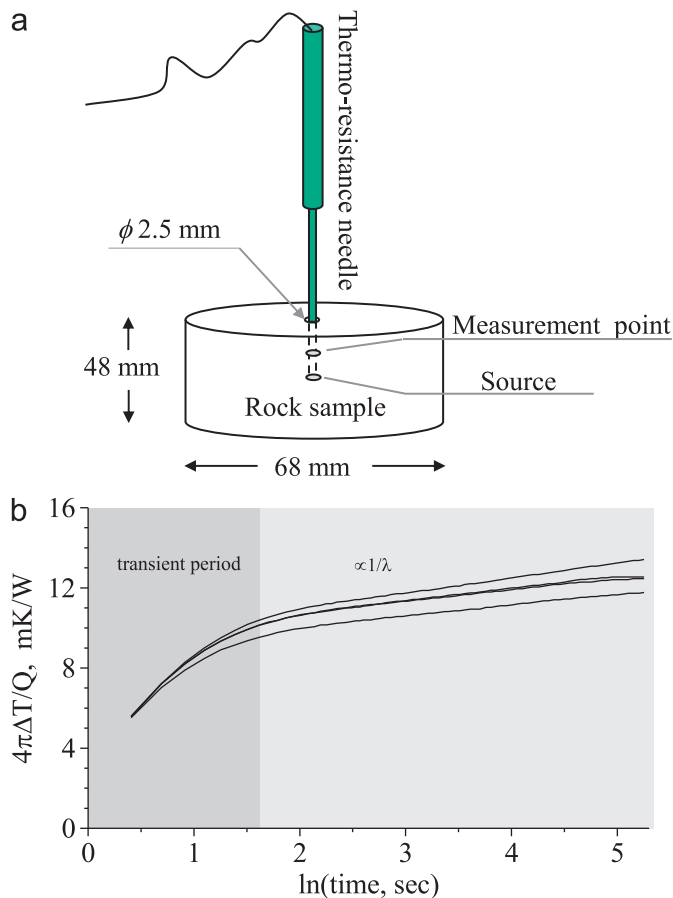 a
Thermo-resistance needle
ϕ 2.5 mm
Measurement point
48 mm
Source
Rock sample
68 mm
b
16
transient period
∝1/λ
12
8
4
0
4πΔT/Q, mK/W
0 1 2 3 4 5
ln(time, sec)